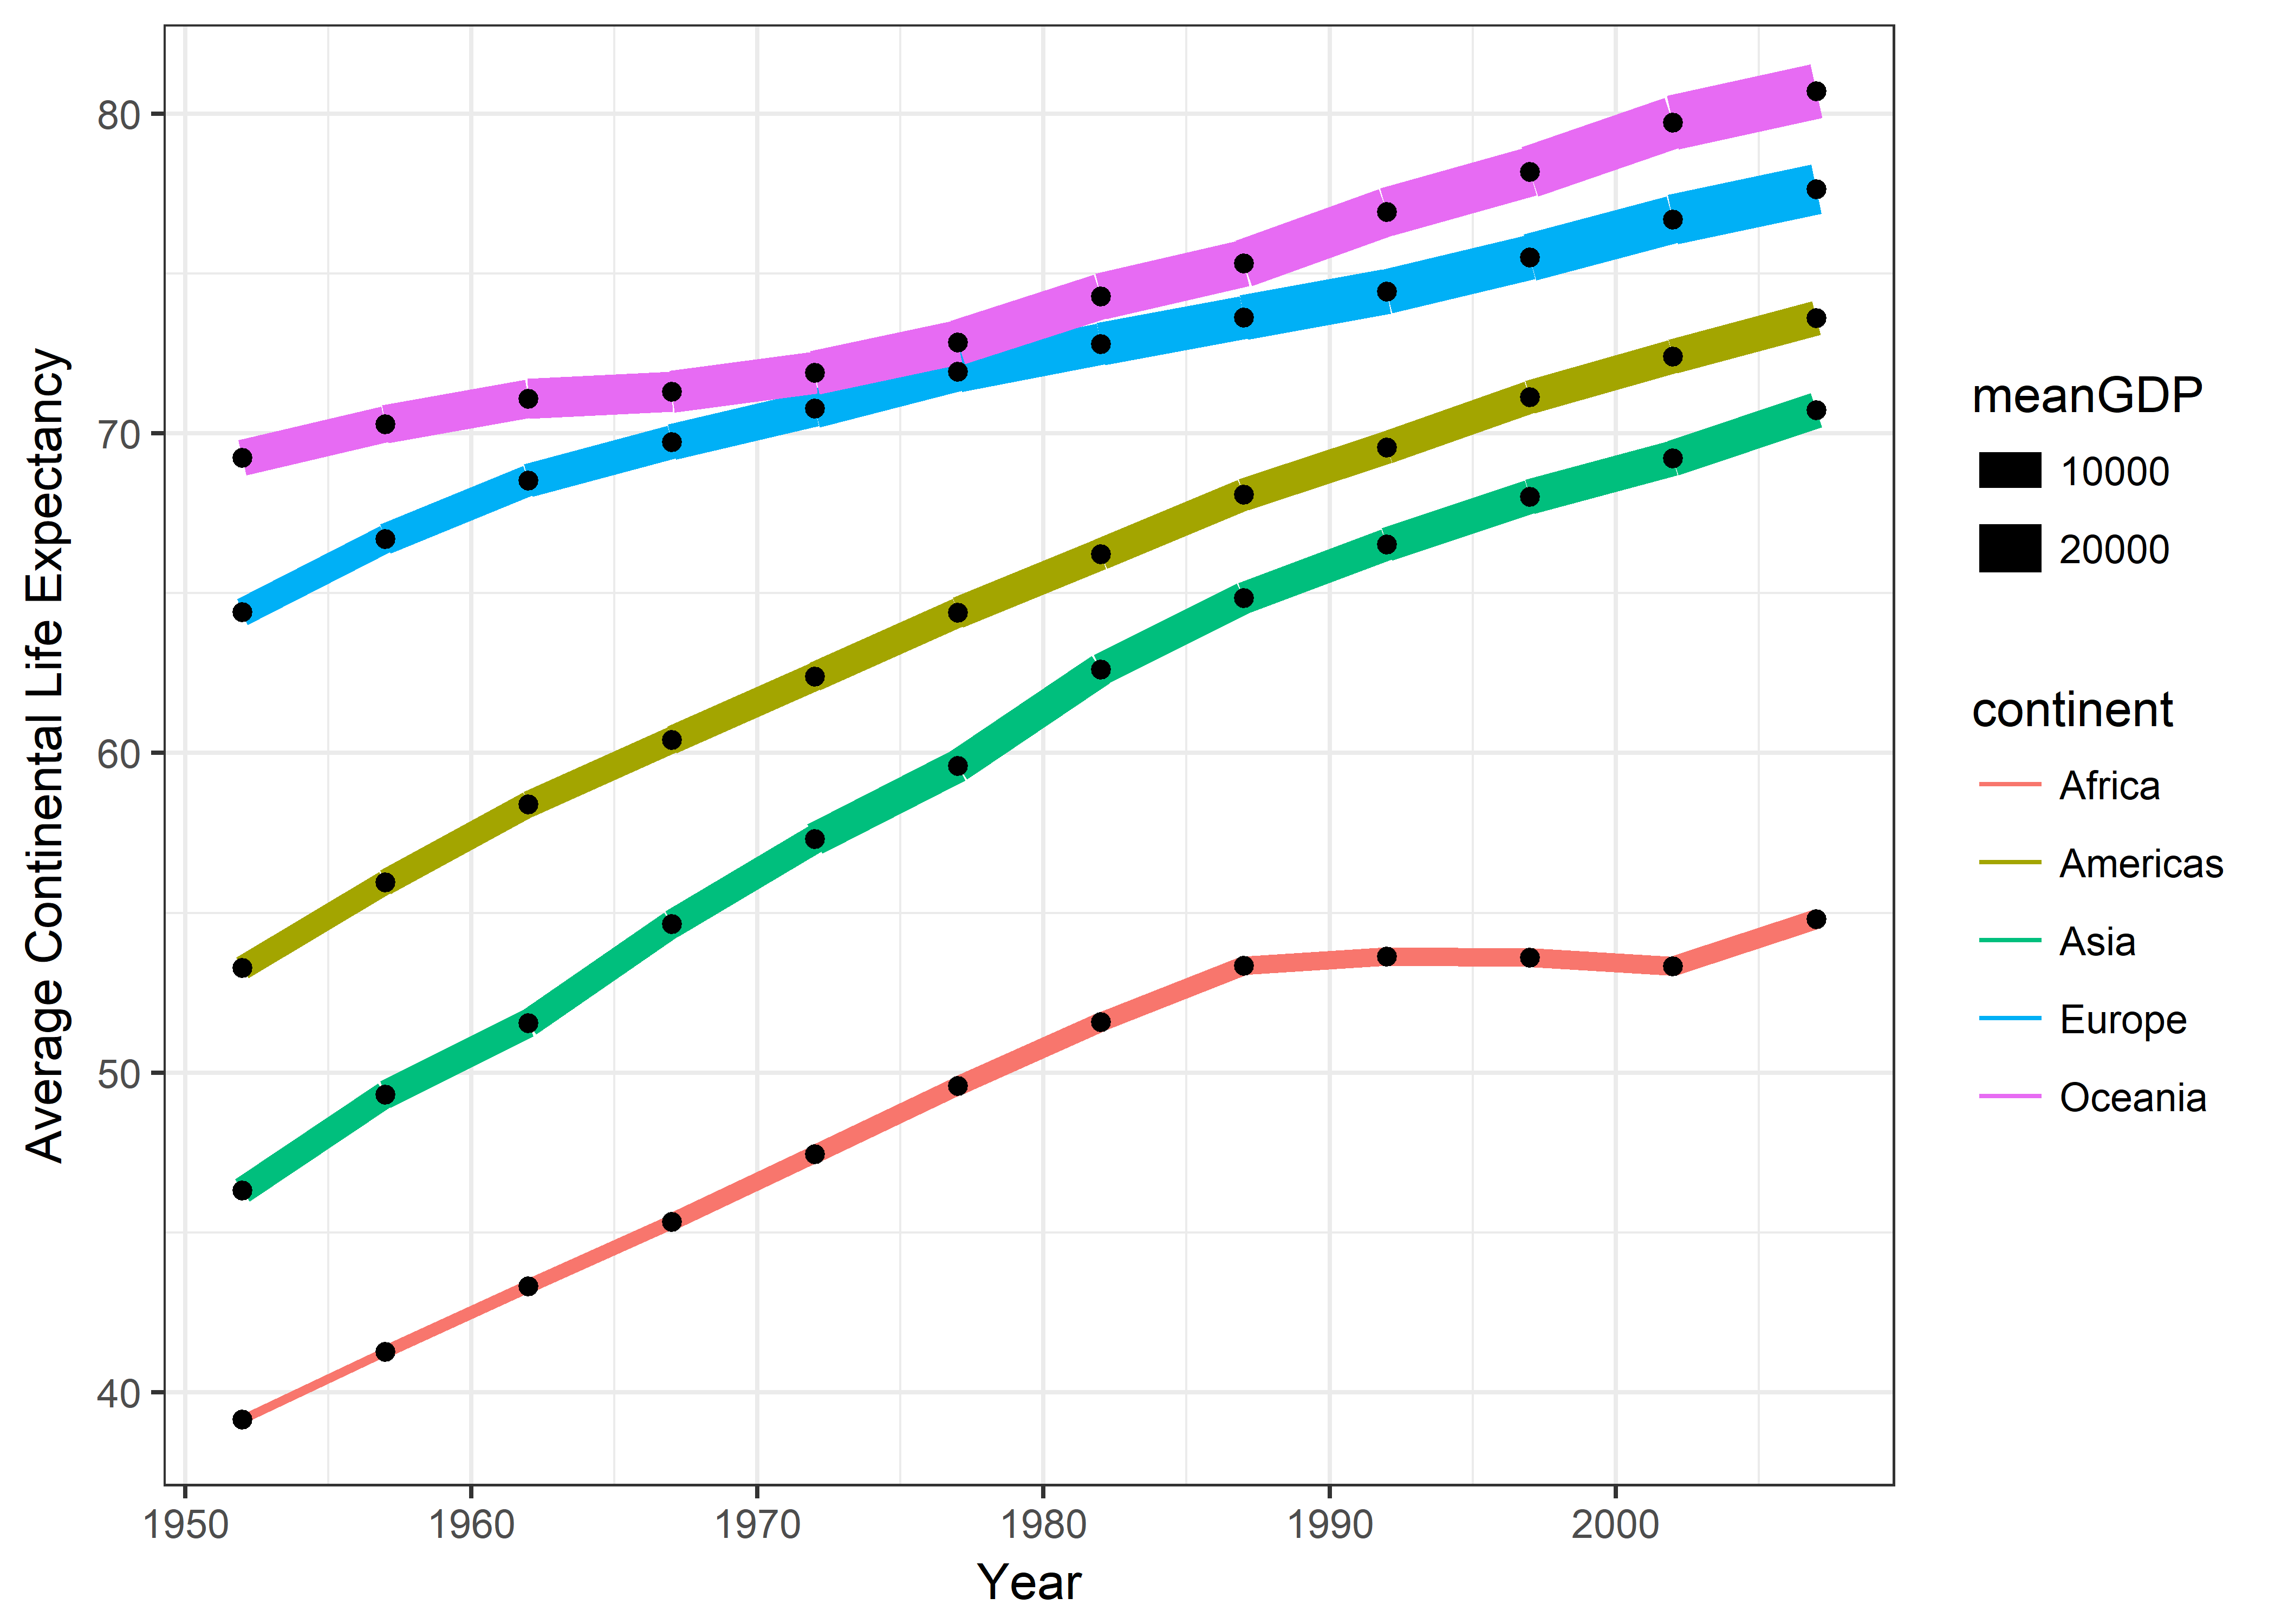 Average Continental Life Expectancy
80
70
60
50
40
1950 1960 1970 1980 1990 2000
Year
meanGDP
10000
20000
continent
Africa
Americas
Asia
Europe
Oceania